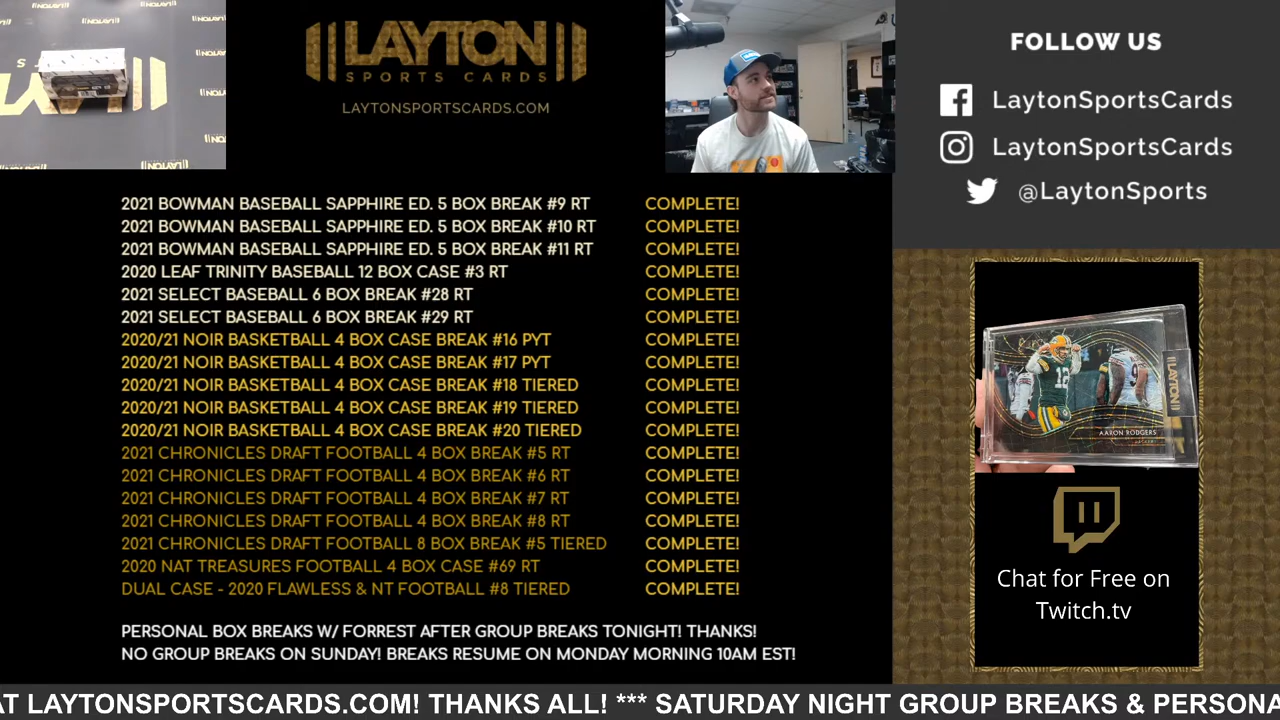 LAYTON
SPORTS CARDS
LAYTONSPORTSCARDS.COM
FOLLOW US
LaytonSportsCards
LaytonSportsCards
@LaytonSports
2021 BOWMAN BASEBALL SAPPHIRE ED. 5 BOX BREAK #9 RT COMPLETE!
2021 BOWMAN BASEBALL SAPPHIRE ED. 5 BOX BREAK #10 RT COMPLETE!
2021 BOWMAN BASEBALL SAPPHIRE ED. 5 BOX BREAK #11 RT COMPLETE!
2020 LEAF TRINITY BASEBALL 12 BOX CASE #3 RT COMPLETE!
2021 SELECT BASEBALL 6 BOX BREAK #28 RT COMPLETE!
2021 SELECT BASEBALL 6 BOX BREAK #29 RT COMPLETE!
2020/21 NOIR BASKETBALL 4 BOX CASE BREAK #16 PYT COMPLETE!
2020/21 NOIR BASKETBALL 4 BOX CASE BREAK #17 PYT COMPLETE!
2020/21 NOIR BASKETBALL 4 BOX CASE BREAK #18 TIERED COMPLETE!
2020/21 NOIR BASKETBALL 4 BOX CASE BREAK #19 TIERED COMPLETE!
2020/21 NOIR BASKETBALL 4 BOX CASE BREAK #20 TIERED COMPLETE!
2021 CHRONICLES DRAFT FOOTBALL 4 BOX BREAK #5 RT COMPLETE!
2021 CHRONICLES DRAFT FOOTBALL 4 BOX BREAK #6 RT COMPLETE!
2021 CHRONICLES DRAFT FOOTBALL 4 BOX BREAK #7 RT COMPLETE!
2021 CHRONICLES DRAFT FOOTBALL 4 BOX BREAK #8 RT COMPLETE!
2021 CHRONICLES DRAFT FOOTBALL 8 BOX BREAK #5 TIERED COMPLETE!
2020 NAT TREASURES FOOTBALL 4 BOX CASE #69 RT COMPLETE!
DUAL CASE - 2020 FLAWLESS & NT FOOTBALL #8 TIERED COMPLETE!
PERSONAL BOX BREAKS W/ FORREST AFTER GROUP BREAKS TONIGHT! THANKS!
NO GROUP BREAKS ON SUNDAY! BREAKS RESUME ON MONDAY MORNING 10AM EST!
12
AARON RODGERS
LAYTON
Chat for Free on
Twitch.tv
AT LAYTONSPORTSCARDS.COM! THANKS ALL! *** SATURDAY NIGHT GROUP BREAKS & PERSONA